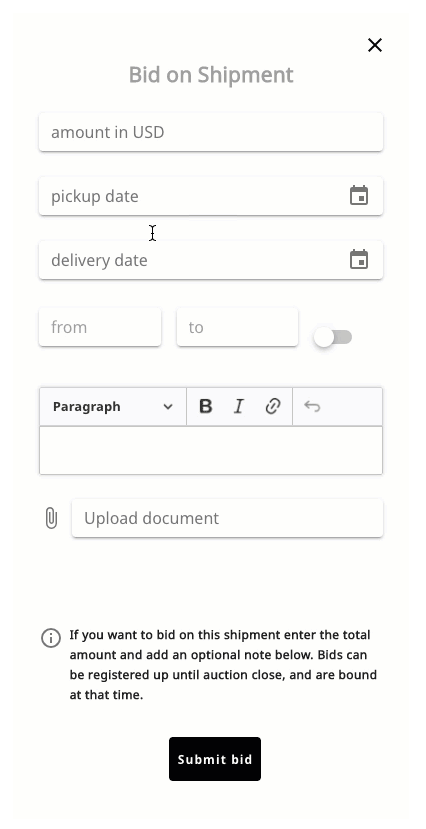 Bid on Shipment
amount in USD
pickup date
delivery date
from to
Paragraph B I
Upload document
If you want to bid on this shipment enter the total
amount and add an optional note below. Bids can
be registered up until auction close, and are bound
at that time.
Submit bid